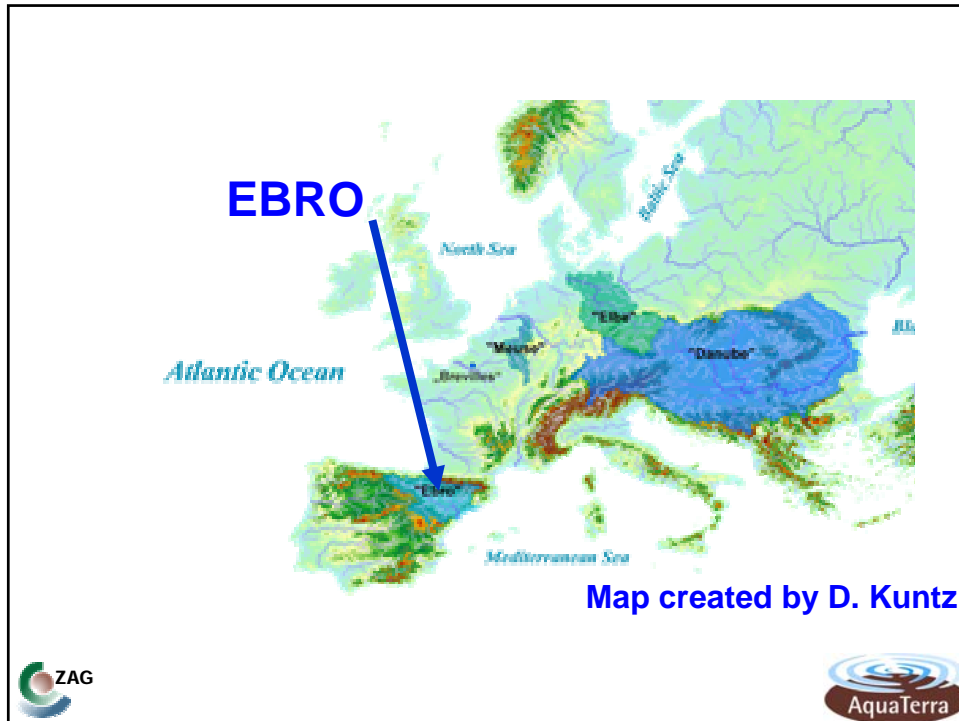 EBRO
Baltic Sea
North Sea
"Elbe"
"Meuse"
"Danube"
"Brevilles"
Atlantic Ocean
"Ebro"
Mediterranean Sea
Map created by D. Kuntz
ZAG
AquaTerra